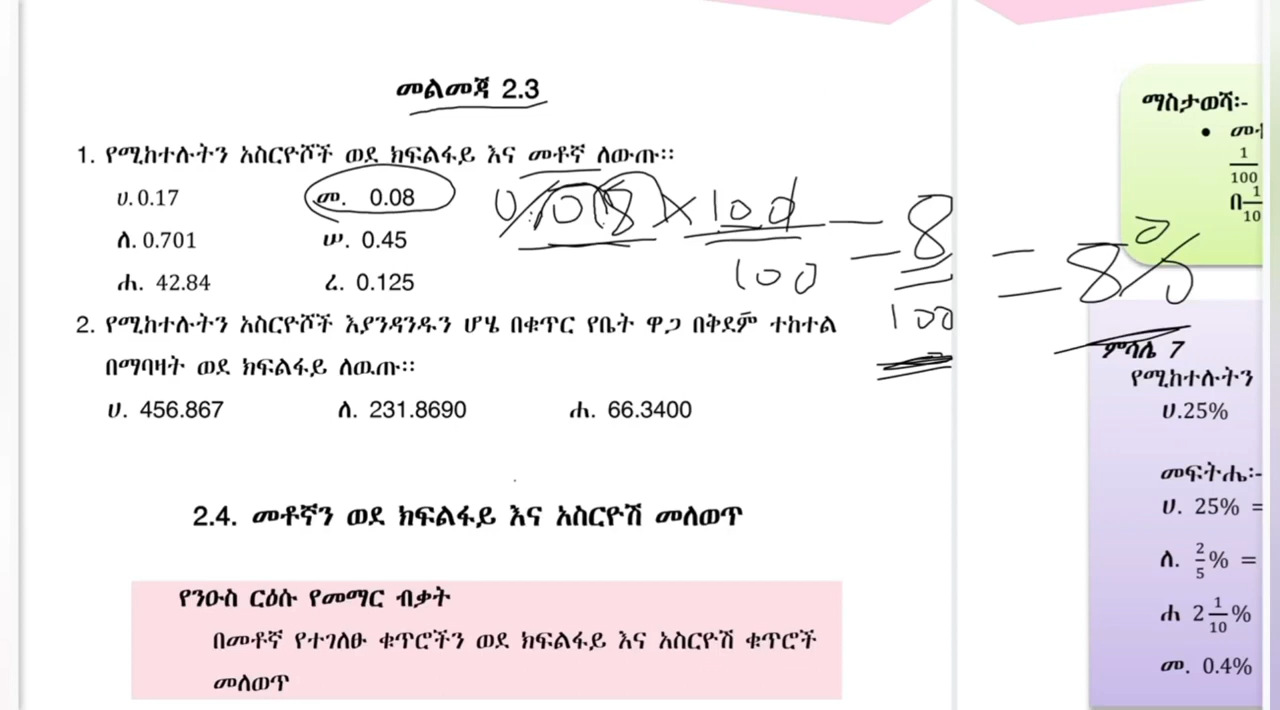 መልመጃ 2.3
1. የሚከተሉትን አስርዮሾች ወደ ክፍልፋይ እና መቶኛ ለውጡ፡፡
ሀ. 0.17 መ. 0.08
ለ. 0.701 ሠ. 0.45
ሐ. 42.84 ረ. 0.125
0.08 × 100/100 = 8/100 = 8%
2. የሚከተሉትን አስርዮሾች እያንዳንዱን ሆሄ በቁጥር የቤት ዋጋ በቅደም ተከተል
በማባዛት ወደ ክፍልፋይ ለዉጡ፡፡
ሀ. 456.867 ለ. 231.8690 ሐ. 66.3400
2.4. መቶኛን ወደ ክፍልፋይ እና አስርዮሽ መለወጥ
የንዑስ ርዕሱ የመማር ብቃት
በመቶኛ የተገለፁ ቁጥሮችን ወደ ክፍልፋይ እና አስርዮሽ ቁጥሮች
መለወጥ
ማስታወሻ፡-
1/100
በ 1/10
ምሳሌ 7
የሚከተሉትን
ሀ.25%
መፍትሔ፡-
ሀ. 25% =
ለ. 2/5% =
ሐ 2 1/10%
መ. 0.4%